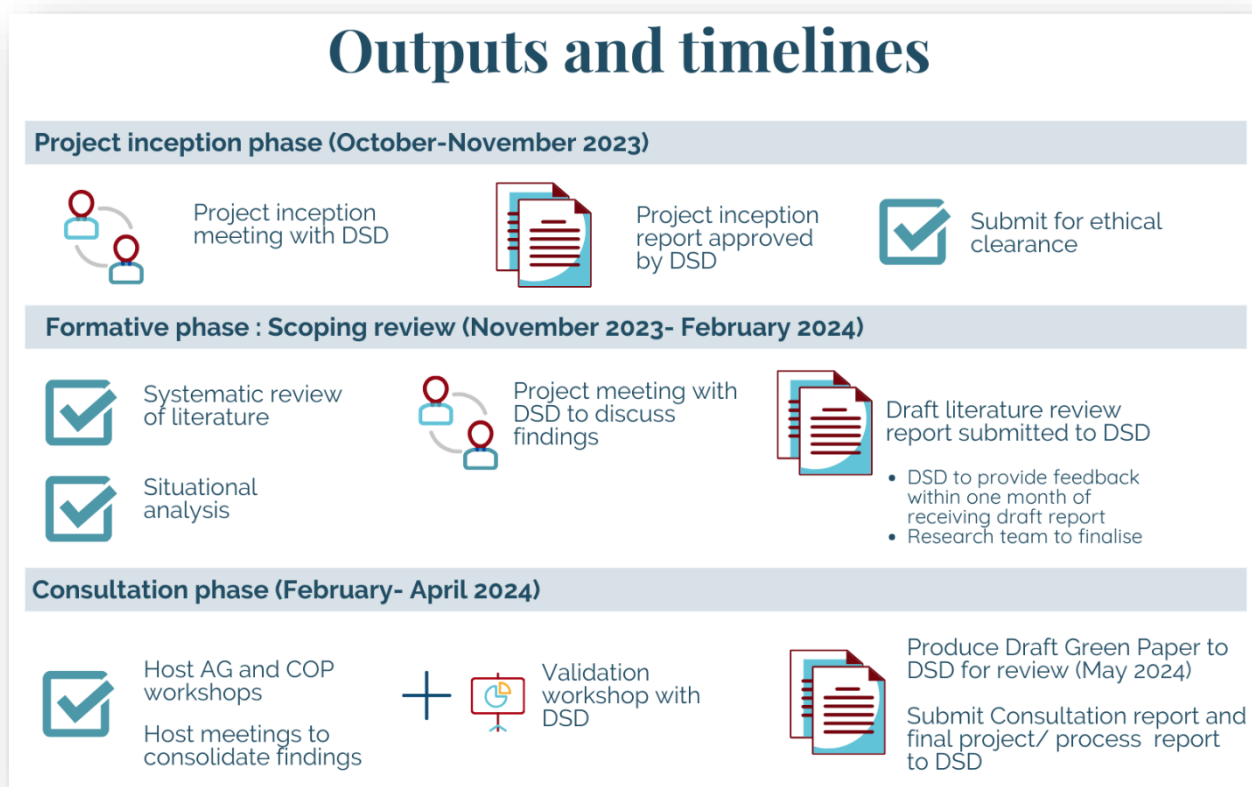 Outputs and timelines
Project inception phase (October-November 2023)
Project inception
meeting with DSD
Project inception
report approved
by DSD
Submit for ethical
clearance
Formative phase : Scoping review (November 2023- February 2024)
Systematic review
of literature
Situational
analysis
Project meeting with
DSD to discuss
findings
Draft literature review
report submitted to DSD
• DSD to provide feedback
within one month of
receiving draft report
• Research team to finalise
Consultation phase (February- April 2024)
Host AG and COP
workshops
Host meetings to
consolidate findings
Validation
workshop with
DSD
Produce Draft Green Paper to
DSD for review (May 2024)
Submit Consultation report and
final project/ process report
to DSD